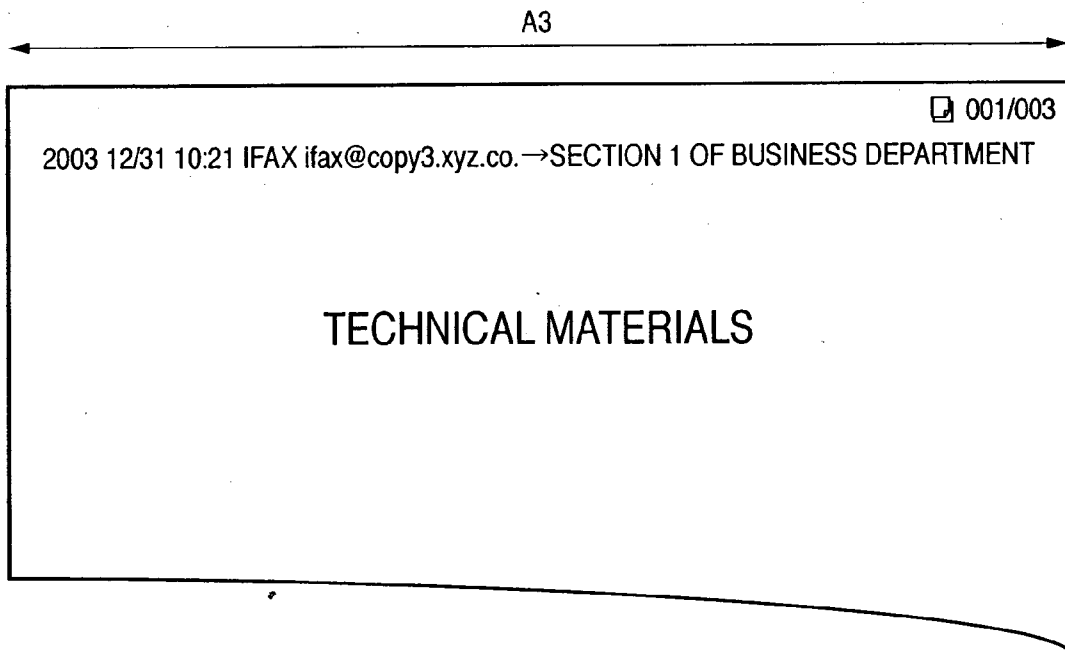 A3
001/003
2003 12/31 10:21 IFAX ifax@copy3.xyz.co.→SECTION 1 OF BUSINESS DEPARTMENT
TECHNICAL MATERIALS